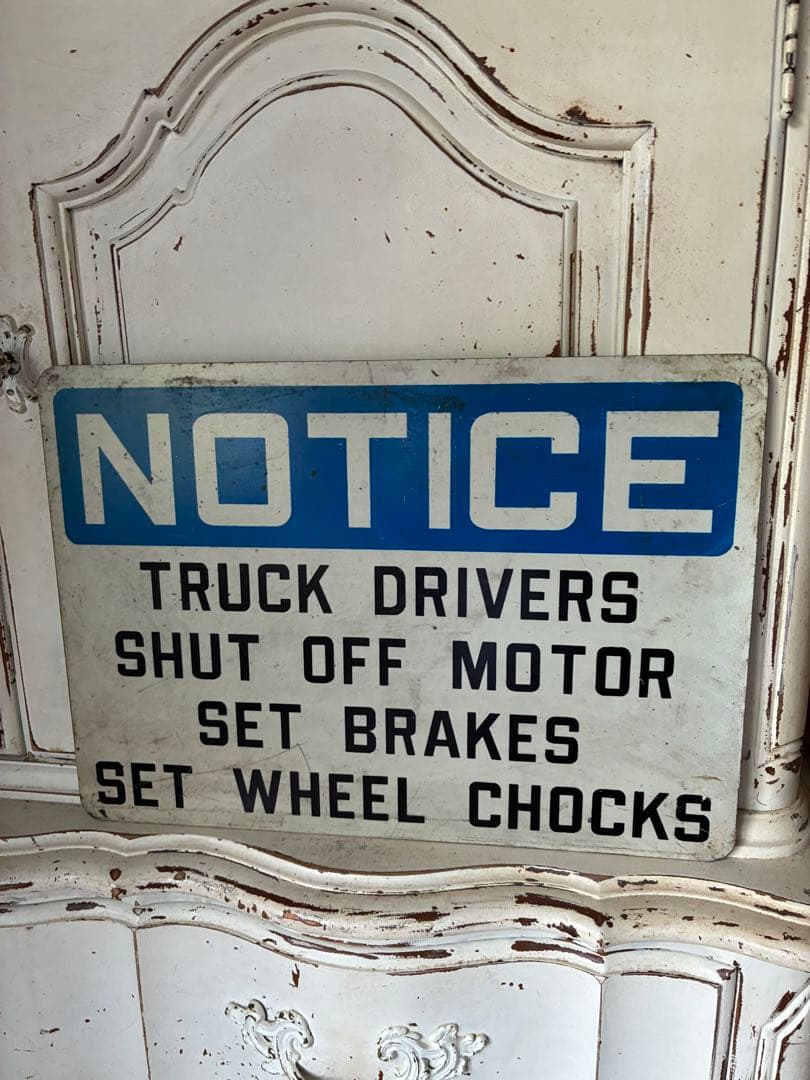 NOTICE
TRUCK DRIVERS
SHUT OFF MOTOR
SET BRAKES
SET WHEEL CHOCKS